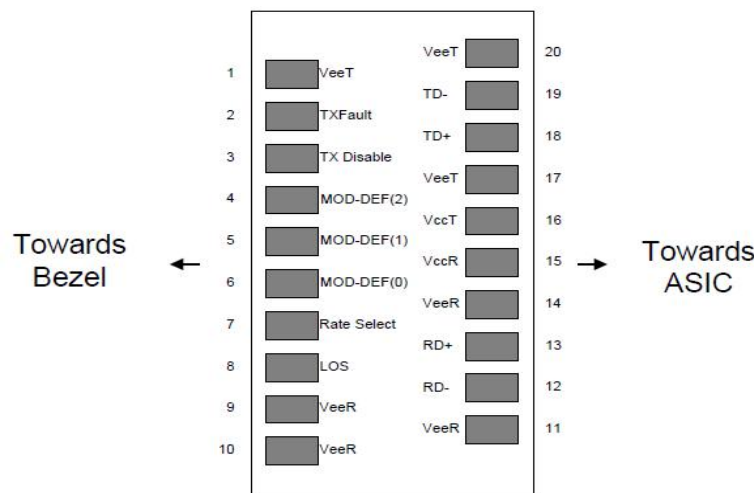 VeeT 20
1 VeeT
TD- 19
2 TXFault
TD+ 18
3 TX Disable
VeeT 17
4 MOD-DEF(2)
VccT 16
5 MOD-DEF(1)
Towards
Bezel
VccR 15
Towards
ASIC
6 MOD-DEF(0)
VeeR 14
7 Rate Select
RD+ 13
8 LOS
RD- 12
9 VeeR
VeeR 11
10 VeeR